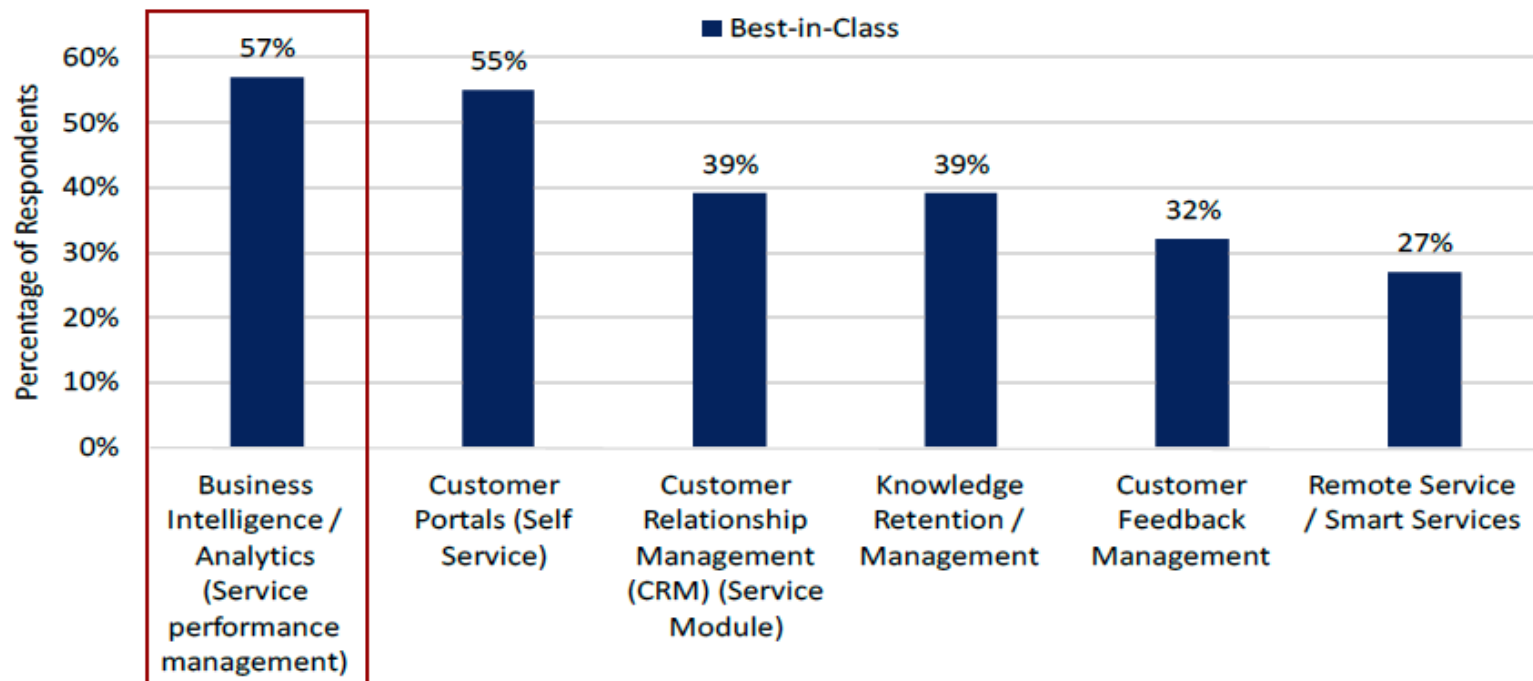 Best-in-Class
Percentage of Respondents
60%
50%
40%
30%
20%
10%
0%
57%
55%
39%
39%
32%
27%
Business
Intelligence /
Analytics
(Service
performance
management)
Customer
Portals (Self
Service)
Customer
Relationship
Management
(CRM) (Service
Module)
Knowledge
Retention /
Management
Customer
Feedback
Management
Remote Service
/ Smart Services